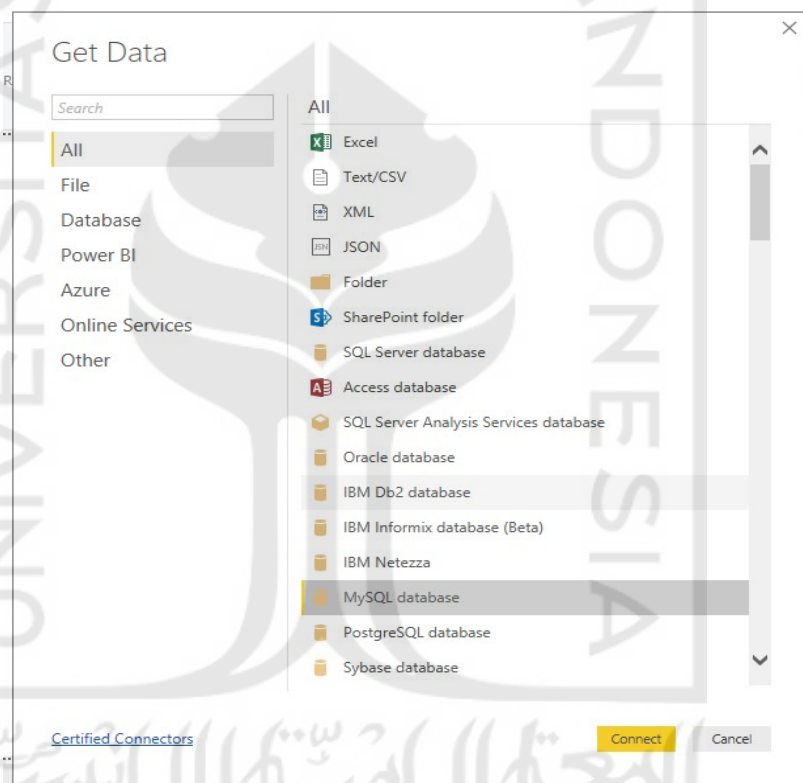 Get Data
Search
All
File
Database
Power BI
Azure
Online Services
Other
All
Excel
Text/CSV
XML
JSON
Folder
SharePoint folder
SQL Server database
Access database
SQL Server Analysis Services database
Oracle database
IBM Db2 database
IBM Informix database (Beta)
IBM Netezza
MySQL database
PostgreSQL database
Sybase database
Certified Connectors
Connect
Cancel
UNIVERSITAS
INDONESIA